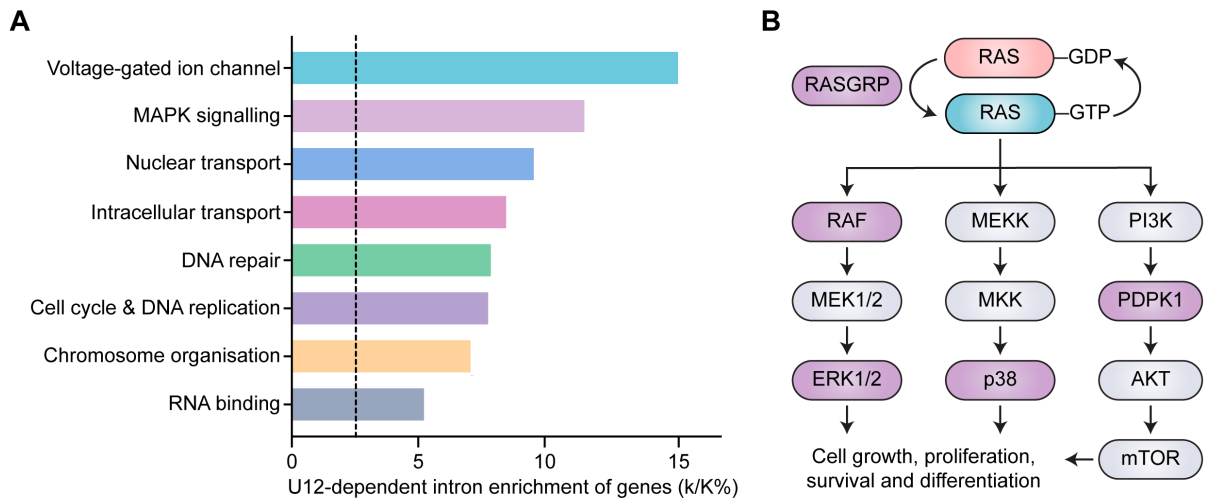 A
Voltage-gated ion channel
MAPK signalling
Nuclear transport
Intracellular transport
DNA repair
Cell cycle & DNA replication
Chromosome organisation
RNA binding
0 5 10 15
U12-dependent intron enrichment of genes (k/K%)
B
RAS GDP
RASGRP
RAS GTP
RAF MEKK PI3K
MEK1/2 MKK PDPK1
ERK1/2 p38 AKT
Cell growth, proliferation,
survival and differentiation
mTOR